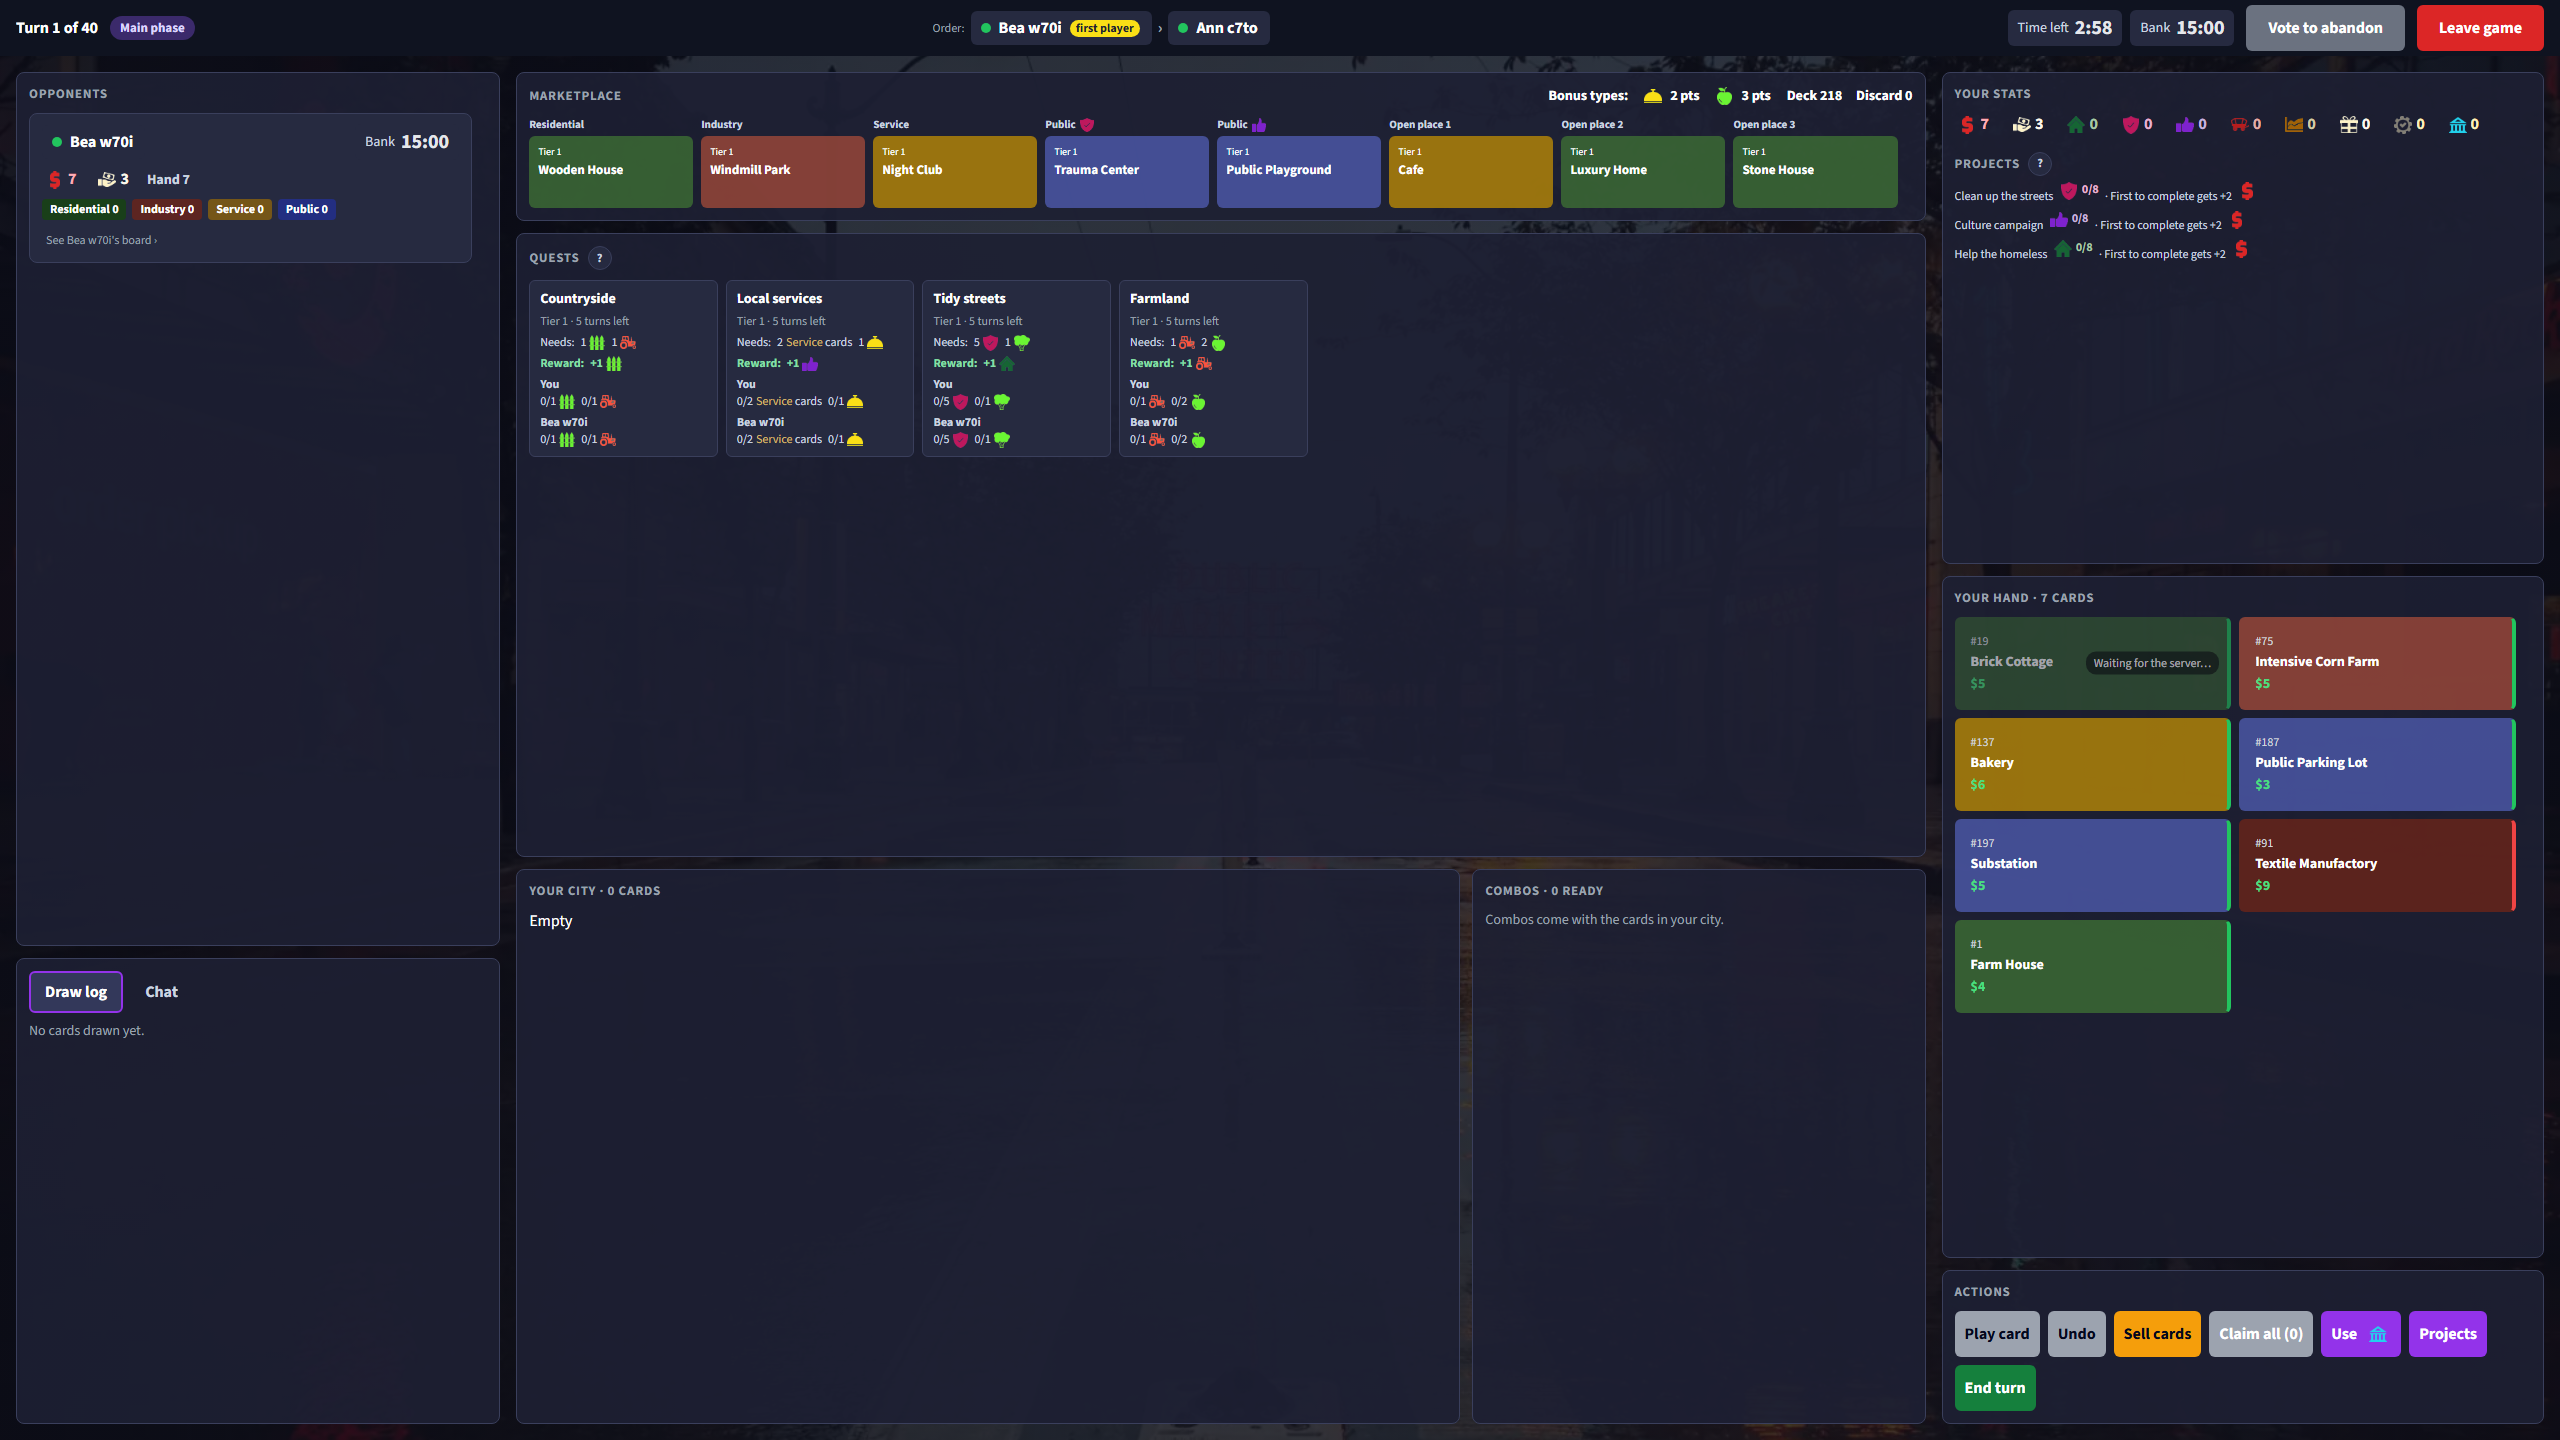 Turn 1 of 40 Main phase
Order: Bea w70i first player › Ann c7to
Time left 2:58 Bank 15:00 Vote to abandon Leave game
OPPONENTS
Bea w70i Bank 15:00
7 3 Hand 7
Residential 0 Industry 0 Service 0 Public 0
See Bea w70i's board ›
Draw log Chat
No cards drawn yet.
MARKETPLACE Bonus types: 2 pts 3 pts Deck 218 Discard 0
Residential Industry Service Public Public Open place 1 Open place 2 Open place 3
Tier 1 Tier 1 Tier 1 Tier 1 Tier 1 Tier 1 Tier 1 Tier 1
Wooden House Windmill Park Night Club Trauma Center Public Playground Cafe Luxury Home Stone House
QUESTS ?
Countryside
Tier 1 · 5 turns left
Needs: 1 1
Reward: +1
You
0/1 0/1
Bea w70i
0/1 0/1
Local services
Tier 1 · 5 turns left
Needs: 2 Service cards 1
Reward: +1
You
0/2 Service cards 0/1
Bea w70i
0/2 Service cards 0/1
Tidy streets
Tier 1 · 5 turns left
Needs: 5 1
Reward: +1
You
0/5 0/1
Bea w70i
0/5 0/1
Farmland
Tier 1 · 5 turns left
Needs: 1 2
Reward: +1
You
0/1 0/2
Bea w70i
0/1 0/2
YOUR CITY · 0 CARDS
Empty
COMBOS · 0 READY
Combos come with the cards in your city.
YOUR STATS
$ 7 3 0 0 0 0 0 0 0 0
PROJECTS ?
Clean up the streets 0/8 · First to complete gets +2 $
Culture campaign 0/8 · First to complete gets +2 $
Help the homeless 0/8 · First to complete gets +2 $
YOUR HAND · 7 CARDS
#19
Brick Cottage Waiting for the server...
$5
#75
Intensive Corn Farm
$5
#137
Bakery
$6
#187
Public Parking Lot
$3
#197
Substation
$5
#91
Textile Manufactory
$9
#1
Farm House
$4
ACTIONS
Play card Undo Sell cards Claim all (0) Use Projects
End turn